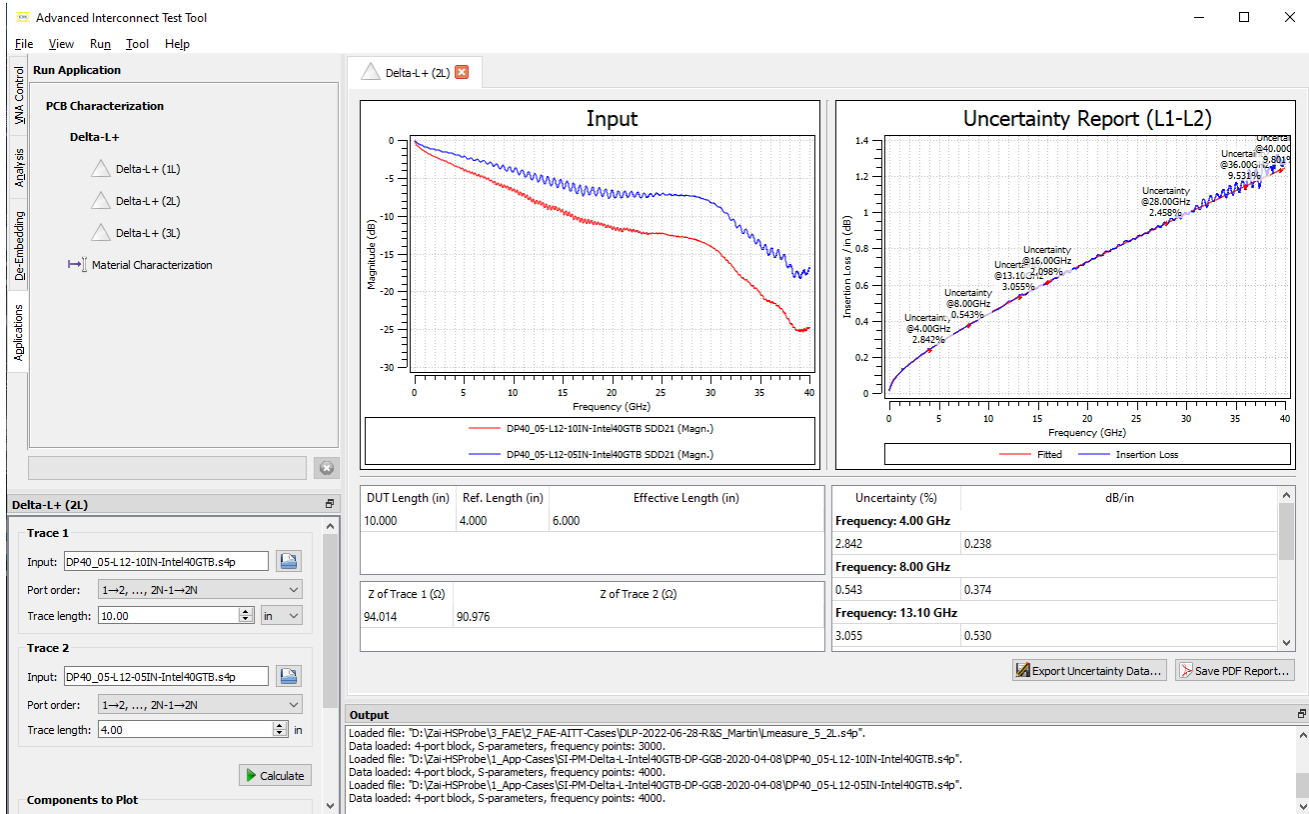 Advanced Interconnect Test Tool
File View Run Tool Help
VNA Control
Analysis
De-Embedding
Applications
Run Application
PCB Characterization
Delta-L+
Delta-L+ (1L)
Delta-L+ (2L)
Delta-L+ (3L)
Material Characterization
Delta-L+ (2L)
Trace 1
Input: DP40_05-L12-10IN-Intel40GTB.s4p
Port order: 1→2, ..., 2N-1→2N
Trace length: 10.00 in
Trace 2
Input: DP40_05-L12-05IN-Intel40GTB.s4p
Port order: 1→2, ..., 2N-1→2N
Trace length: 4.00 in
Calculate
Components to Plot
Delta-L+ (2L)
Input
Magnitude (dB)
0
-5
-10
-15
-20
-25
-30
0 5 10 15 20 25 30 35 40
Frequency (GHz)
DP40_05-L12-10IN-Intel40GTB SDD21 (Magn.)
DP40_05-L12-05IN-Intel40GTB SDD21 (Magn.)
Uncertainty Report (L1-L2)
Insertion Loss / in (dB)
1.4
1.2
1
0.8
0.6
0.4
0.2
0
@40.00G
9.801%
@36.00G
9.531%
Uncertainty
@28.00GHz
2.458%
Uncertainty
@16.00GHz
2.098%
@13.10G
3.055%
Uncertainty
@8.00GHz
0.543%
@4.00GHz
2.842%
0 5 10 15 20 25 30 35 40
Frequency (GHz)
Fitted Insertion Loss
DUT Length (in) Ref. Length (in) Effective Length (in)
10.000 4.000 6.000
Z of Trace 1 (Ω) Z of Trace 2 (Ω)
94.014 90.976
Uncertainty (%) dB/in
Frequency: 4.00 GHz
2.842 0.238
Frequency: 8.00 GHz
0.543 0.374
Frequency: 13.10 GHz
3.055 0.530
Export Uncertainty Data... Save PDF Report...
Output
Loaded file: "D:\Zai-HSProbe\3_FAE\2_FAE-AITT-Cases\DLP-2022-06-28-R&S_Martin\Lmeasure_5_2L.s4p".
Data loaded: 4-port block, S-parameters, frequency points: 3000.
Loaded file: "D:\Zai-HSProbe\1_App-Cases\SI-PM-Delta-L-Intel40GTB-DP-GGB-2020-04-08\DP40_05-L12-10IN-Intel40GTB.s4p".
Data loaded: 4-port block, S-parameters, frequency points: 4000.
Loaded file: "D:\Zai-HSProbe\1_App-Cases\SI-PM-Delta-L-Intel40GTB-DP-GGB-2020-04-08\DP40_05-L12-05IN-Intel40GTB.s4p".
Data loaded: 4-port block, S-parameters, frequency points: 4000.